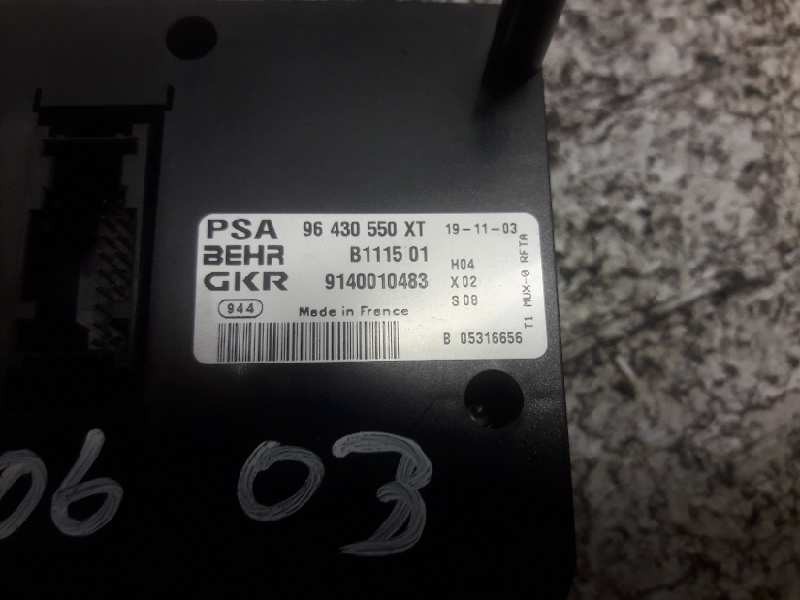 PSA 96 430 550 XT 19-11-03
BEHR B1115 01 H04
GKR 9140010483 X02
S08
944 Made in France
B 05316656
T1 MUX-0 RFTA
06 03